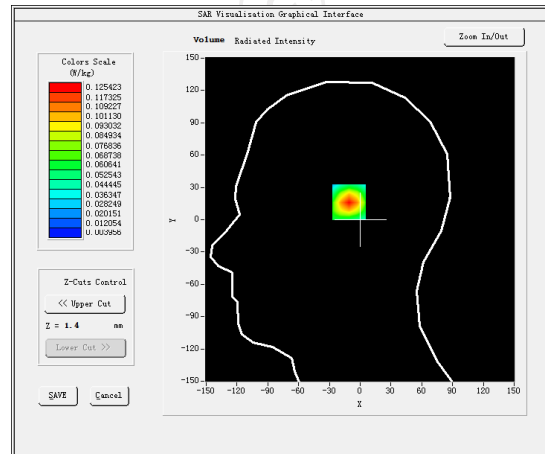 SAR Visualisation Graphical Interface
Volume Radiated Intensity
Zoom In/Out
Colors Scale
(W/kg)
0.125423
0.117325
0.109227
0.101130
0.093032
0.084934
0.076836
0.068738
0.060641
0.052543
0.044445
0.036347
0.028249
0.020151
0.012054
0.003956
Z-Cuts Control
<< Upper Cut
Z = 1.4 mm
Lower Cut >>
SAVE
Cancel
150
120
90
60
30
0
-30
-60
-90
-120
-150
Y
-150 -120 -90 -60 -30 0 30 60 90 120 150
X